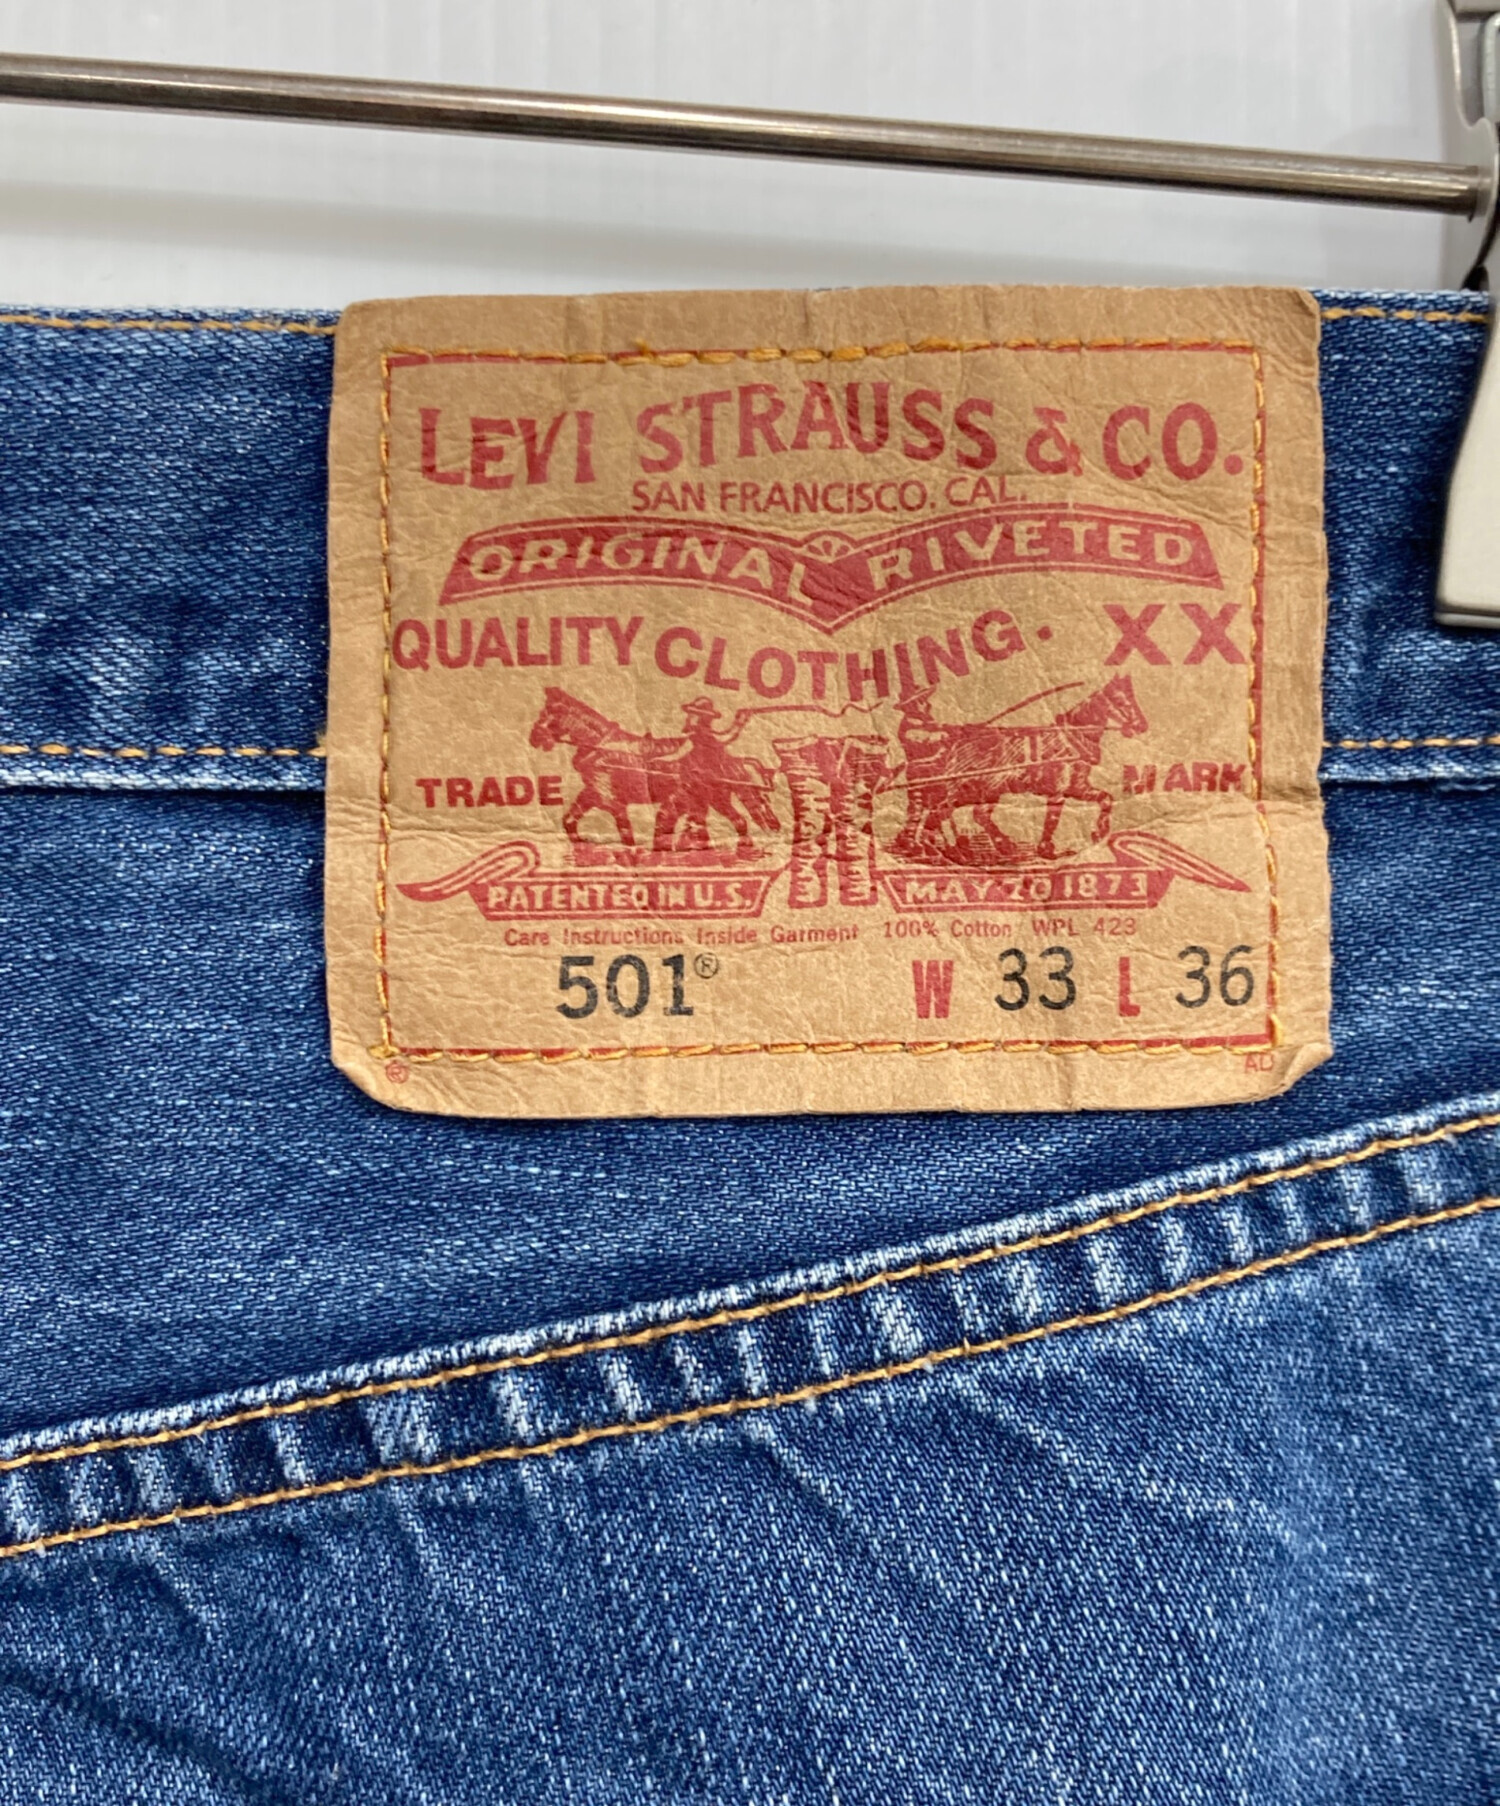 LEVI STRAUSS & CO.
SAN FRANCISCO. CAL.
ORIGINAL RIVETED
QUALITY CLOTHING. XX
TRADE MARK
PATENTED IN U.S. MAY 20 1873
Care Instructions Inside Garment 100% Cotton WPL 423
501® W 33 L 36
®